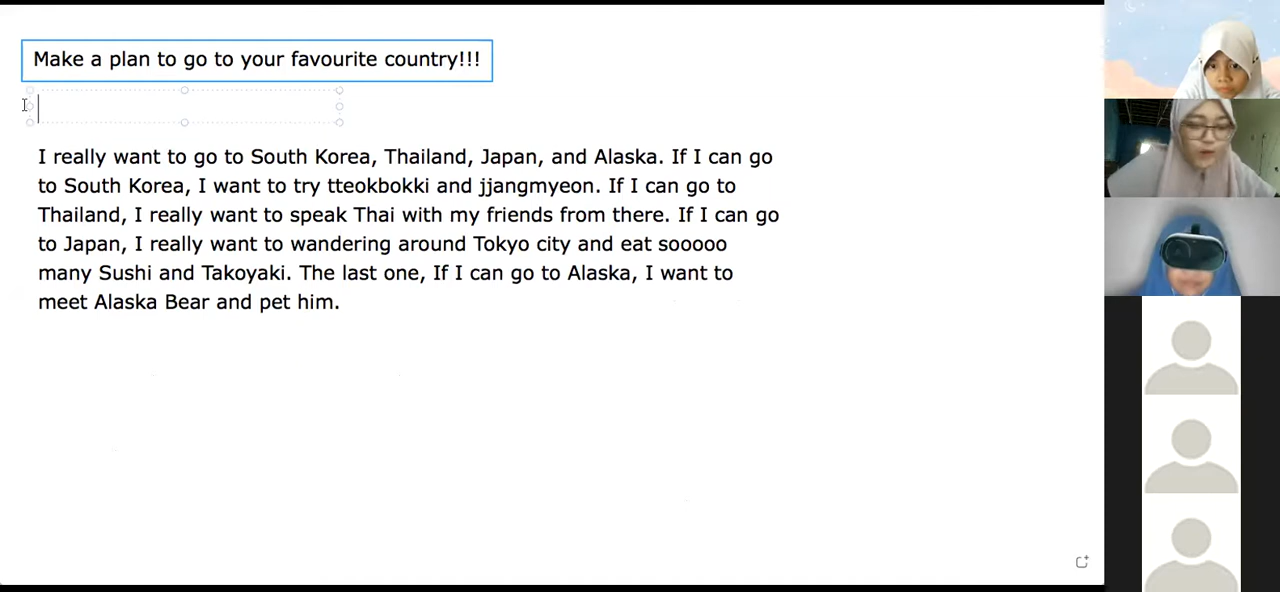 Make a plan to go to your favourite country!!!
I really want to go to South Korea, Thailand, Japan, and Alaska. If I can go
to South Korea, I want to try tteokbokki and jjangmyeon. If I can go to
Thailand, I really want to speak Thai with my friends from there. If I can go
to Japan, I really want to wandering around Tokyo city and eat sooooo
many Sushi and Takoyaki. The last one, If I can go to Alaska, I want to
meet Alaska Bear and pet him.